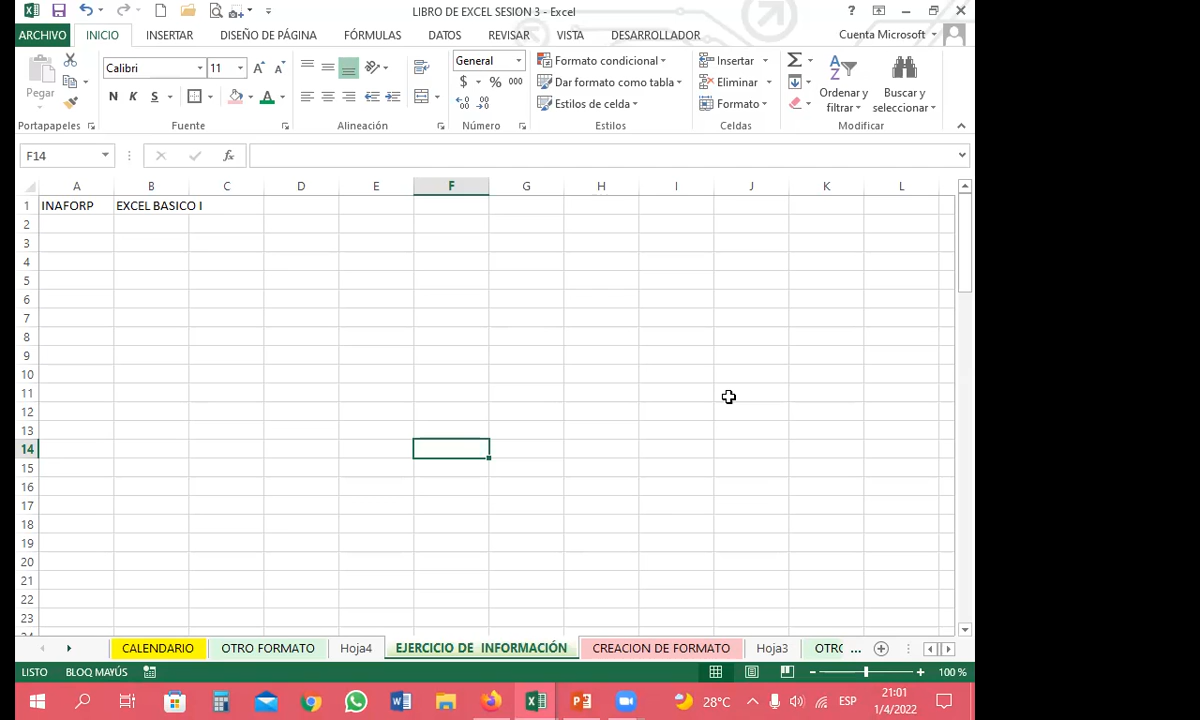 LIBRO DE EXCEL SESION 3 - Excel
?
ARCHIVO INICIO INSERTAR DISEÑO DE PÁGINA FÓRMULAS DATOS REVISAR VISTA DESARROLLADOR Cuenta Microsoft
Pegar
Calibri 11
N K S
General
$ % 000
Formato condicional
Dar formato como tabla
Estilos de celda
Insertar
Eliminar
Formato
Ordenar y filtrar
Buscar y seleccionar
Portapapeles Fuente Alineación Número Estilos Celdas Modificar
F14 fx
A B C D E F G H I J K L
1 INAFORP EXCEL BASICO I
2
3
4
5
6
7
8
9
10
11
12
13
14
15
16
17
18
19
20
21
22
23
CALENDARIO OTRO FORMATO Hoja4 EJERCICIO DE INFORMACIÓN CREACION DE FORMATO Hoja3 OTRC ...
LISTO BLOQ MAYÚS 100 %
28°C ESP 21:01
1/4/2022